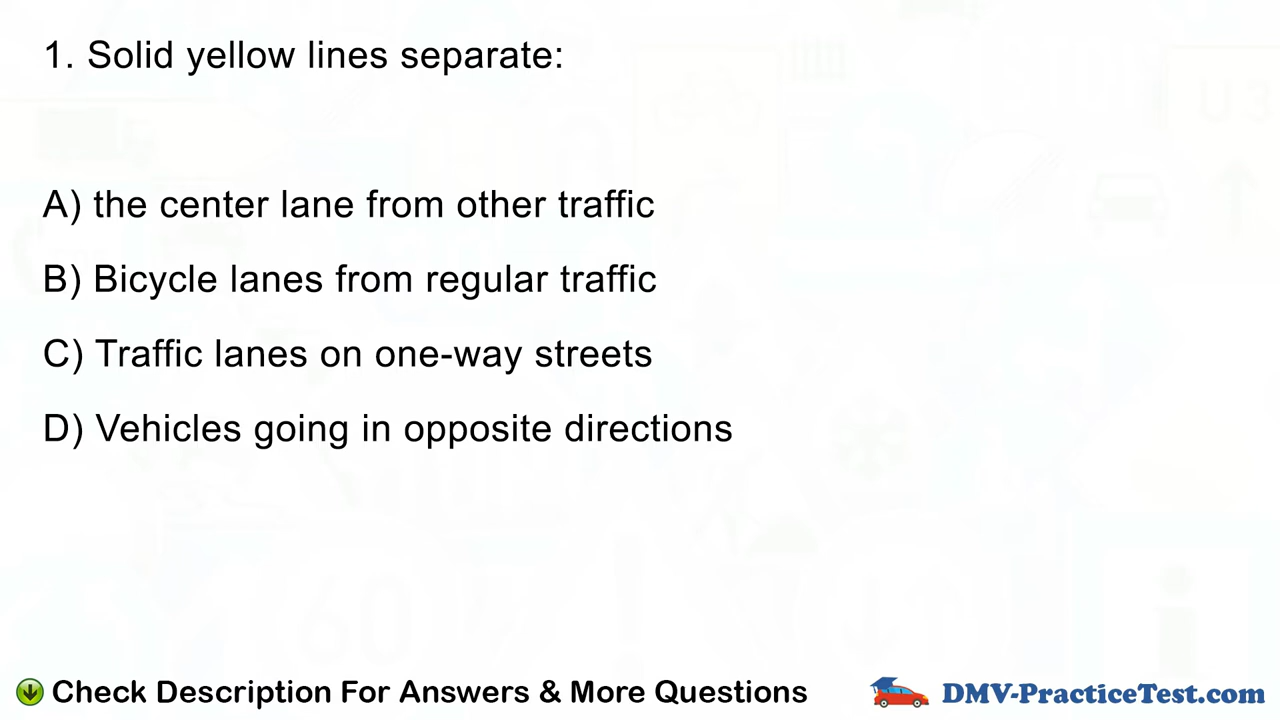 1. Solid yellow lines separate:
A) the center lane from other traffic
B) Bicycle lanes from regular traffic
C) Traffic lanes on one-way streets
D) Vehicles going in opposite directions
Check Description For Answers & More Questions
DMV-PracticeTest.com